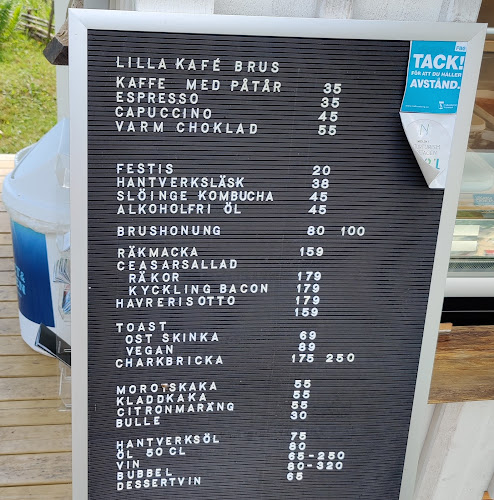 LILLA KAFÉ BRUS
KAFFE MED PÅTÅR 35
ESPRESSO 35
CAPUCCINO 45
VARM CHOKLAD 55
FESTIS 20
HANTVERKSLÄSK 38
SLÖINGE KOMBUCHA 45
ALKOHOLFRI ÖL 45
BRUSHONUNG 80 100
RÄKMACKA 159
CEASARSALLAD
RÄKOR 179
KYCKLING BACON 179
HAVRERISOTTO 179
159
TOAST
OST SKINKA 69
VEGAN 89
CHARKBRICKA 175 250
MOROTSKAKA 55
KLADDKAKA 55
CITRONMARÄNG 55
BULLE 30
HANTVERKSÖL 75
ÖL 50 CL 80
VIN 65-250
BUBBEL 80-320
DESSERTVIN 65
TACK!
FÖR ATT DU HÅLLER
AVSTÅND.